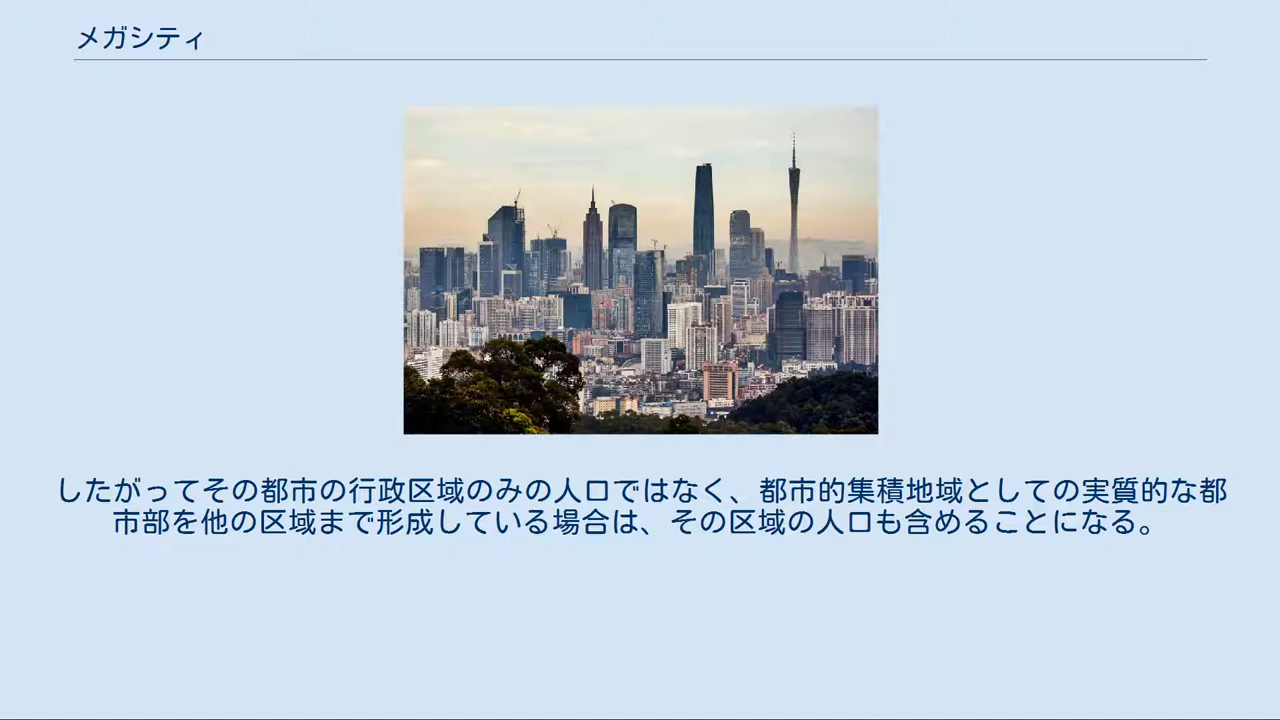 メガシティ
したがってその都市の行政区域のみの人口ではなく、都市的集積地域としての実質的な都
市部を他の区域まで形成している場合は、その区域の人口も含めることになる。